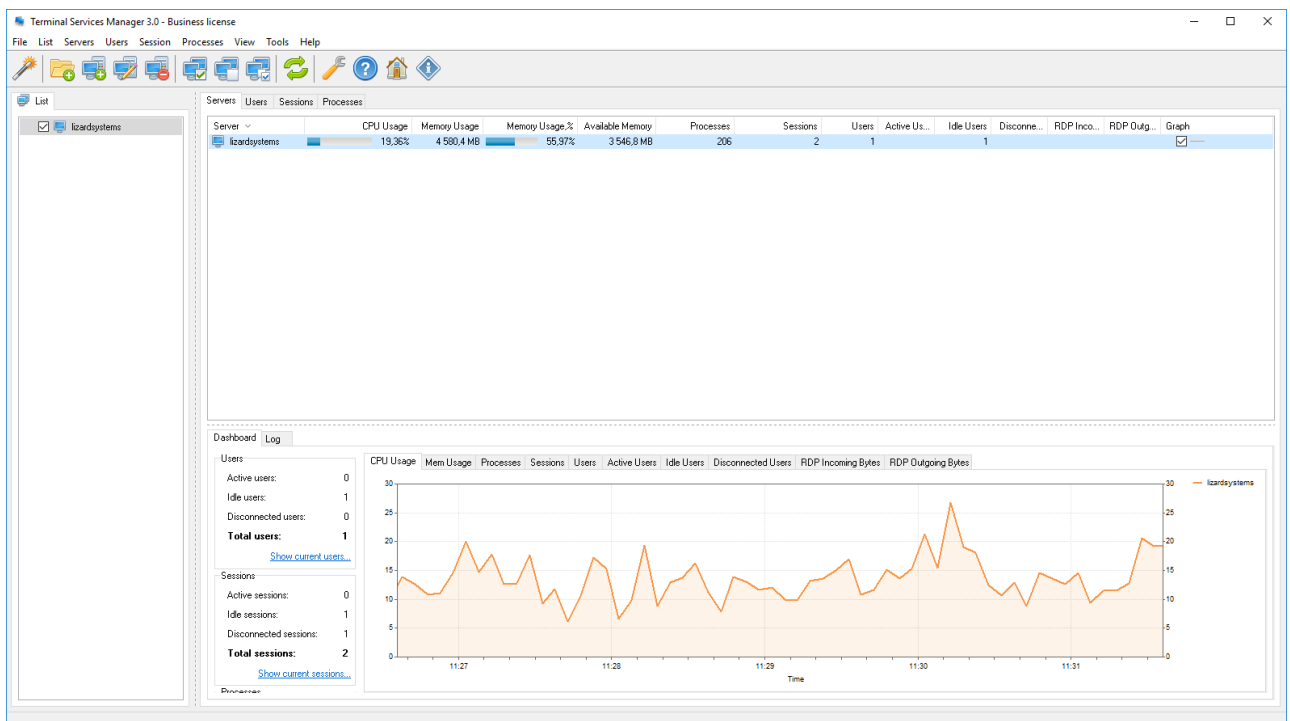 Terminal Services Manager 3.0 - Business license
File List Servers Users Session Processes View Tools Help
List
lizardsystems
Servers Users Sessions Processes
Server CPU Usage Memory Usage Memory Usage,% Available Memory Processes Sessions Users Active Us... Idle Users Disconne... RDP Inco... RDP Outg... Graph
lizardsystems 19,36% 4 580,4 MB 55,97% 3 546,8 MB 206 2 1 1
Dashboard Log
Users
Active users: 0
Idle users: 1
Disconnected users: 0
Total users: 1
Show current users...
Sessions
Active sessions: 0
Idle sessions: 1
Disconnected sessions: 1
Total sessions: 2
Show current sessions...
Processes
CPU Usage Mem Usage Processes Sessions Users Active Users Idle Users Disconnected Users RDP Incoming Bytes RDP Outgoing Bytes
30 30
25 25
20 20
15 15
10 10
5 5
0 0
11:27 11:28 11:29 11:30 11:31
Time
lizardsystems